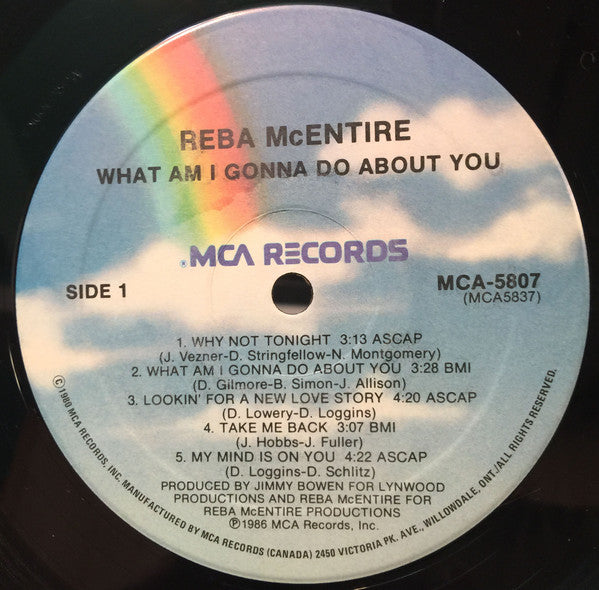 REBA McENTIRE
WHAT AM I GONNA DO ABOUT YOU
®MCA RECORDS
SIDE 1
MCA-5807
(MCA5837)
1. WHY NOT TONIGHT 3:13 ASCAP
(J. Vezner-D. Stringfellow-N. Montgomery)
2. WHAT AM I GONNA DO ABOUT YOU 3:28 BMI
(D. Gilmore-B. Simon-J. Allison)
3. LOOKIN' FOR A NEW LOVE STORY 4:20 ASCAP
(D. Lowery-D. Loggins)
4. TAKE ME BACK 3:07 BMI
(J. Hobbs-J. Fuller)
5. MY MIND IS ON YOU 4:22 ASCAP
(D. Loggins-D. Schlitz)
PRODUCED BY JIMMY BOWEN FOR LYNWOOD
PRODUCTIONS AND REBA McENTIRE FOR
REBA McENTIRE PRODUCTIONS
℗1986 MCA Records, Inc.
©1980 MCA RECORDS, INC. MANUFACTURED BY MCA RECORDS (CANADA) 2450 VICTORIA PK. AVE., WILLOWDALE, ONT./ALL RIGHTS RESERVED.